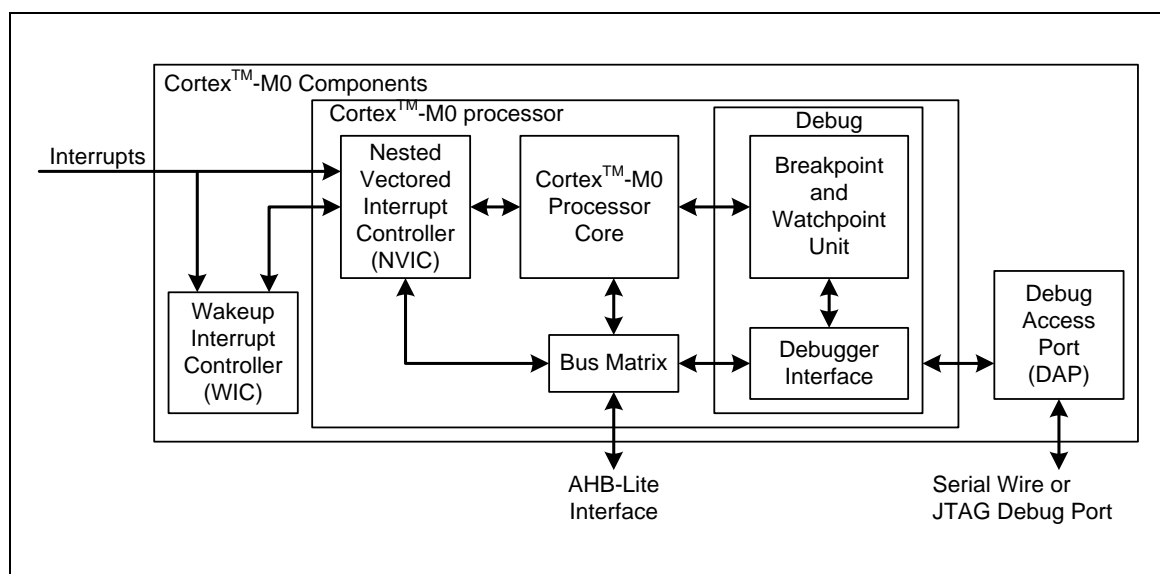 Cortex™-M0 Components
Cortex™-M0 processor
Debug
Interrupts
Nested
Vectored
Interrupt
Controller
(NVIC)
Cortex™-M0
Processor
Core
Breakpoint
and
Watchpoint
Unit
Wakeup
Interrupt
Controller
(WIC)
Bus Matrix
Debugger
Interface
Debug
Access
Port
(DAP)
AHB-Lite
Interface
Serial Wire or
JTAG Debug Port